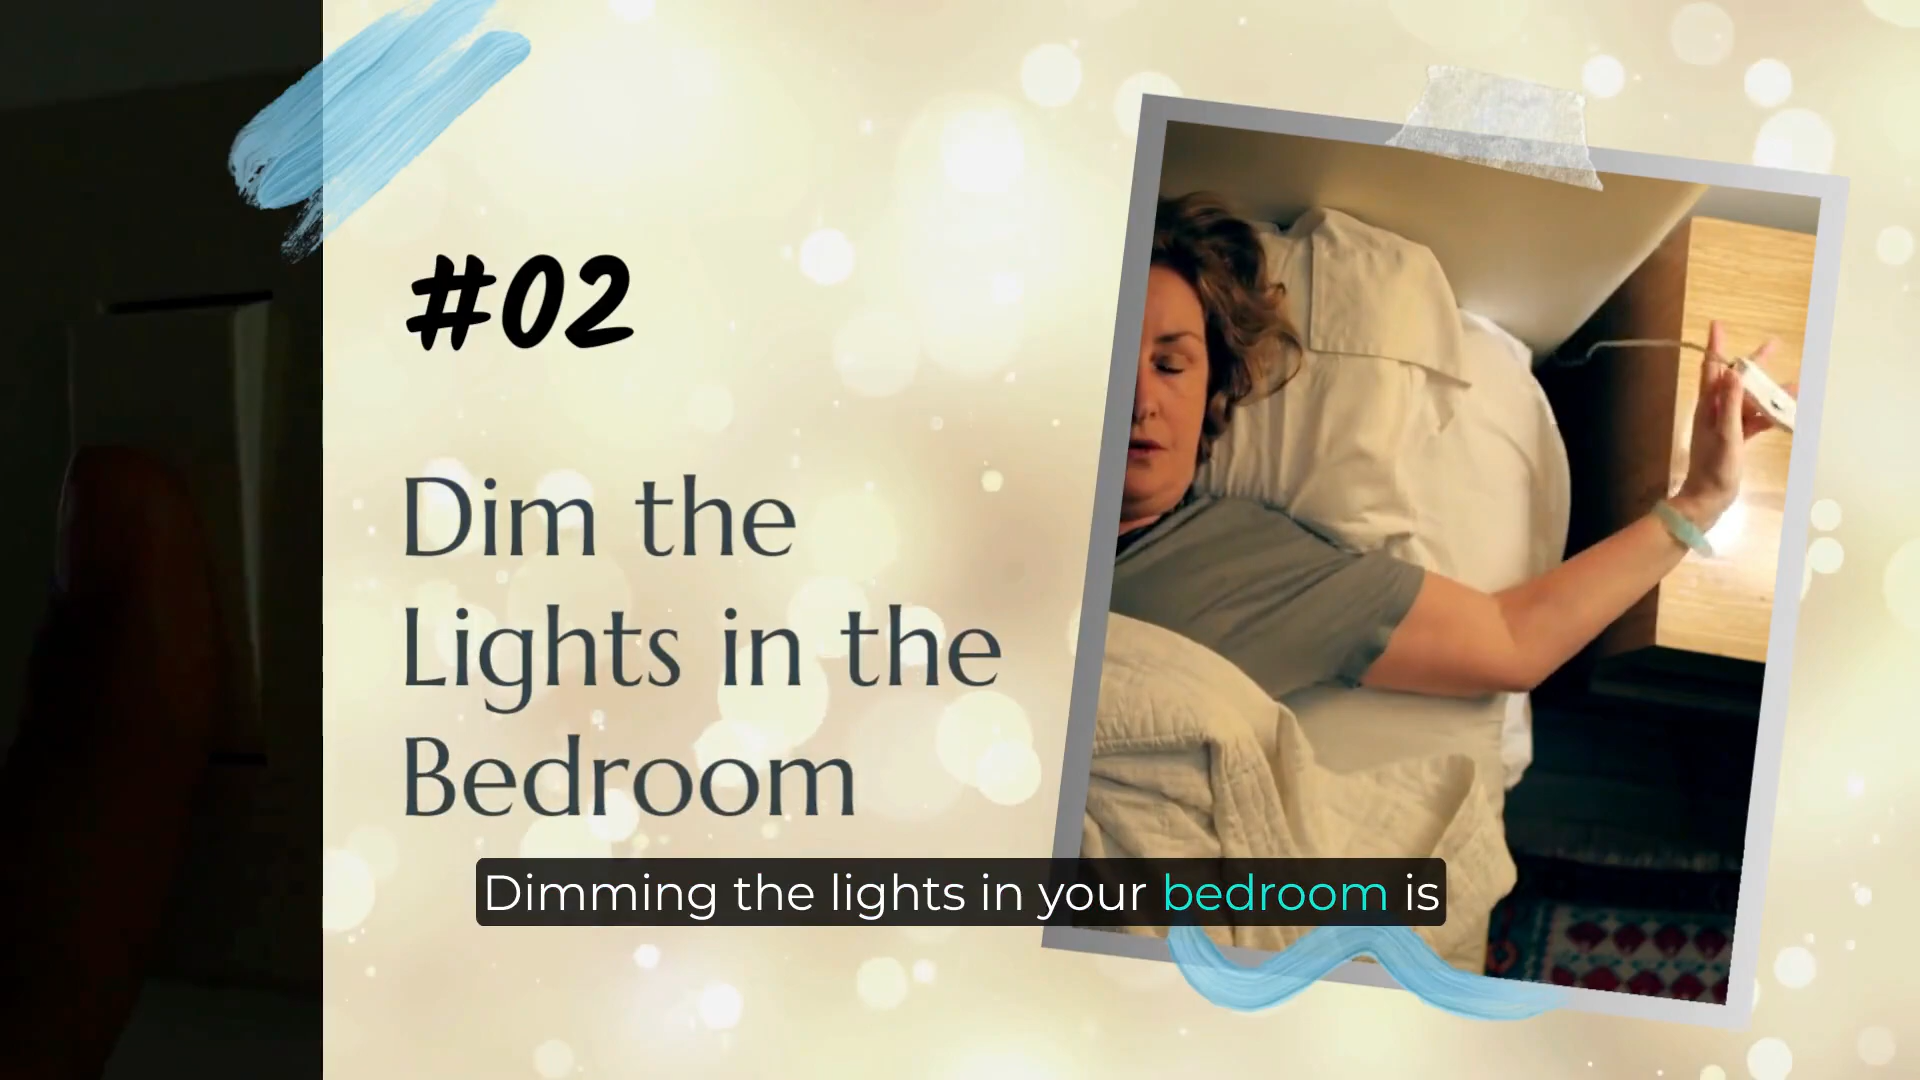 #02
Dim the
Lights in the
Bedroom
Dimming the lights in your bedroom is